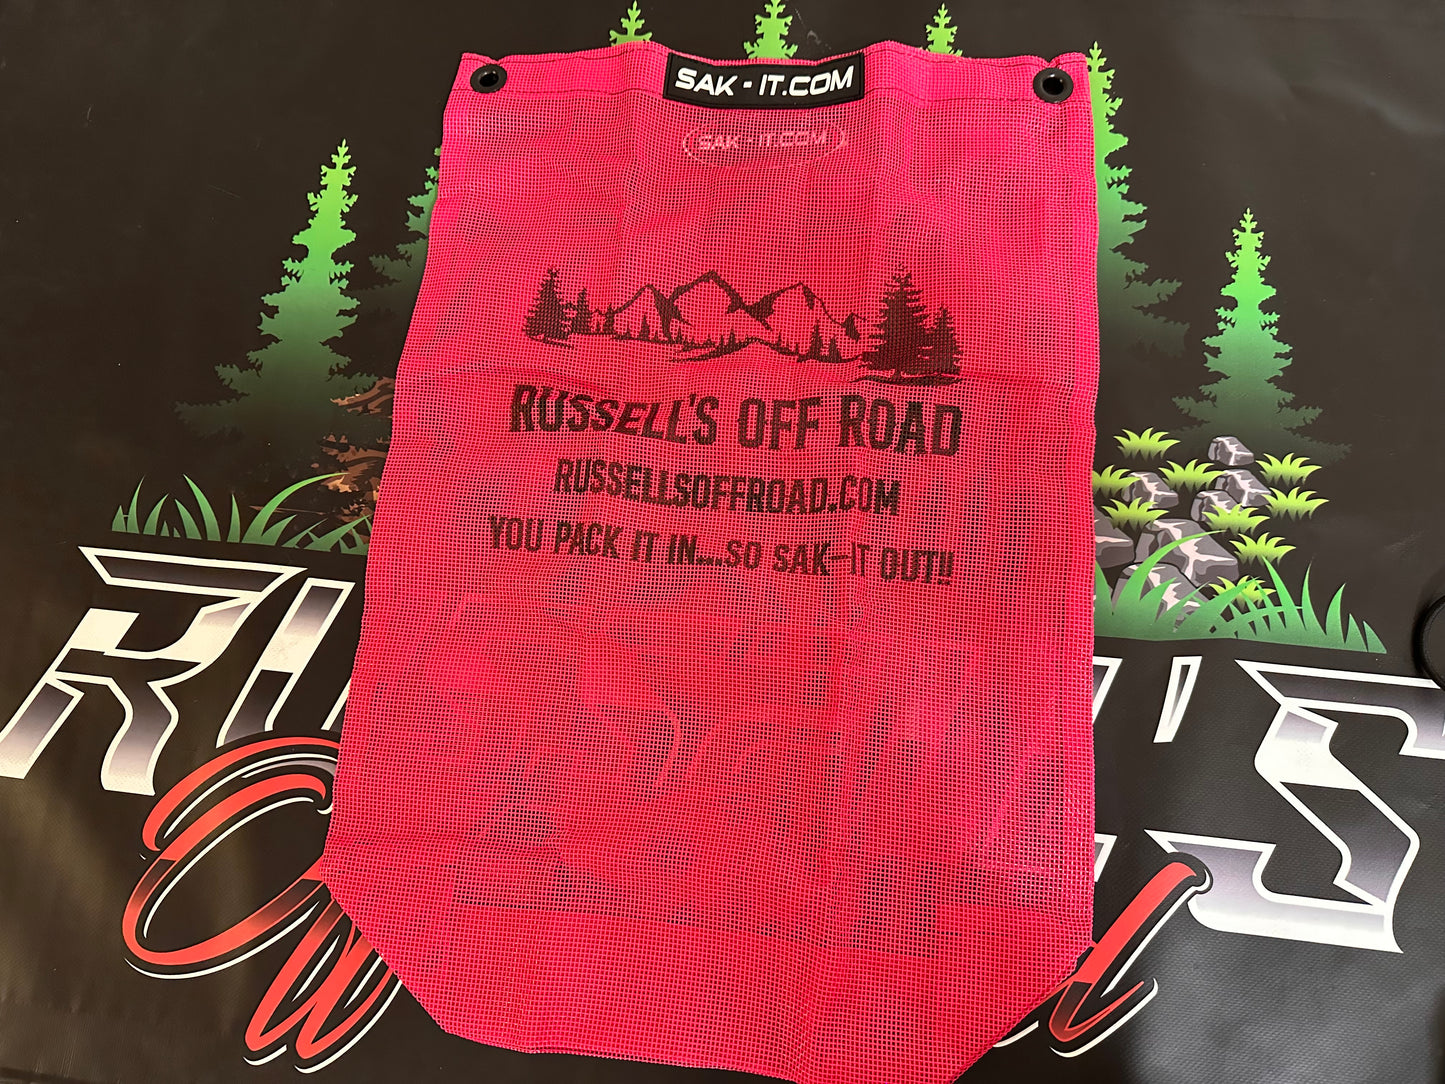 SAK - IT.COM
SAK - IT.COM
RUSSELL'S OFF ROAD
RUSSELLSOFFROAD.COM
YOU PACK IT IN....SO SAK-IT OUT!!